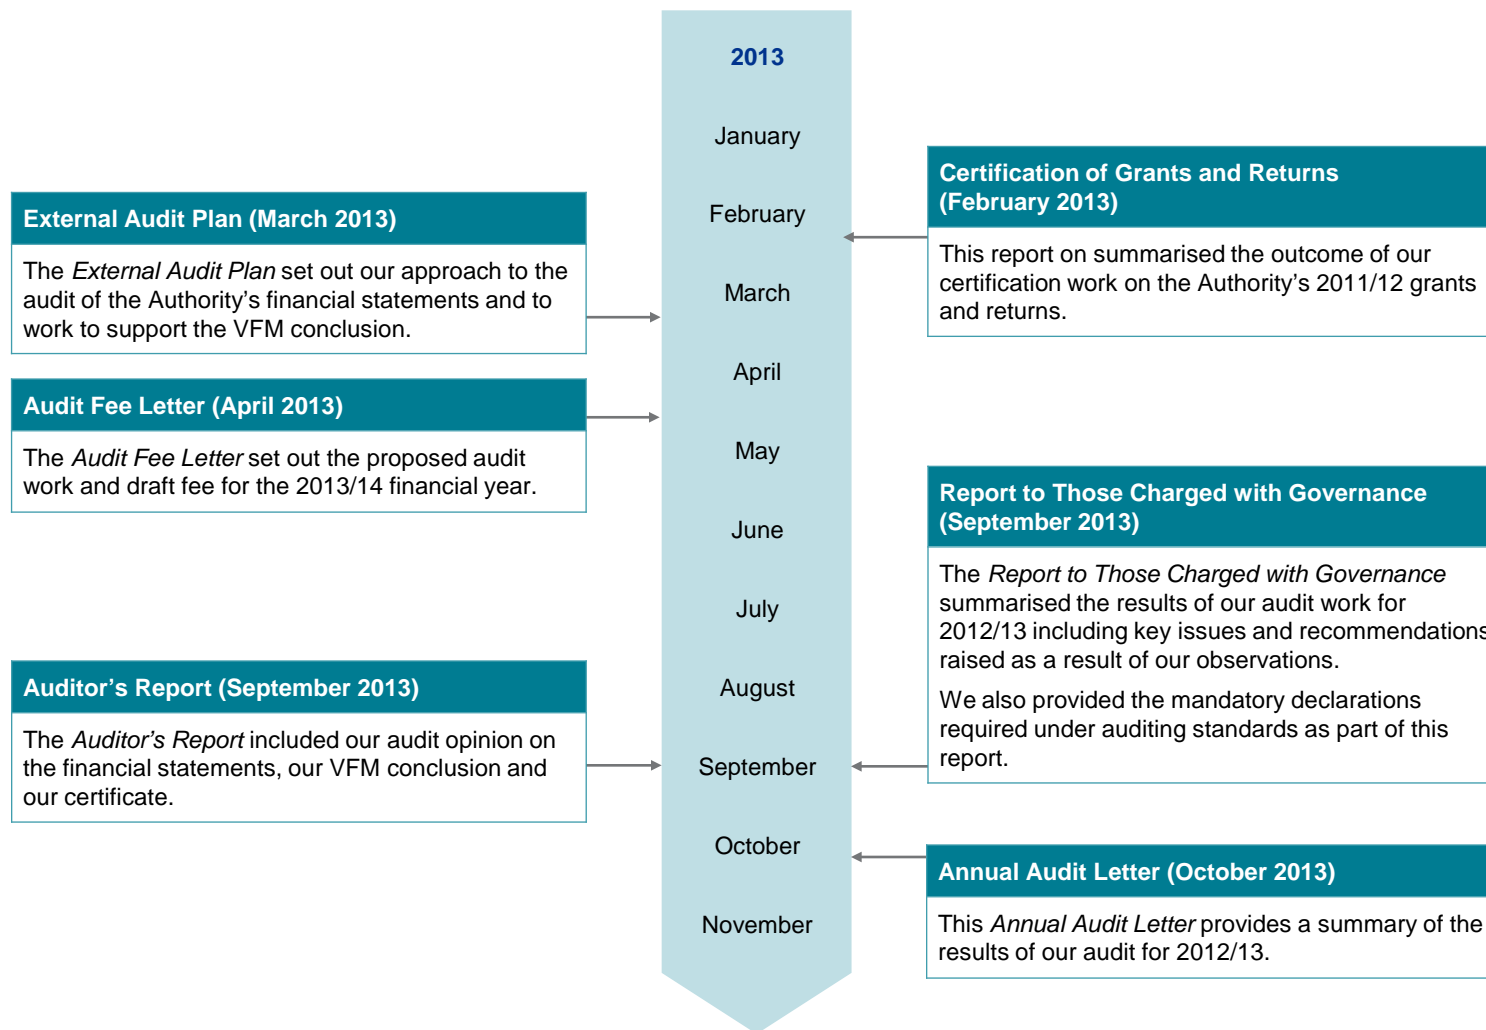 2013
January
February
March
April
May
June
July
August
September
October
November
External Audit Plan (March 2013)
The External Audit Plan set out our approach to the
audit of the Authority’s financial statements and to
work to support the VFM conclusion.
Audit Fee Letter (April 2013)
The Audit Fee Letter set out the proposed audit
work and draft fee for the 2013/14 financial year.
Auditor’s Report (September 2013)
The Auditor’s Report included our audit opinion on
the financial statements, our VFM conclusion and
our certificate.
Certification of Grants and Returns
(February 2013)
This report on summarised the outcome of our
certification work on the Authority’s 2011/12 grants
and returns.
Report to Those Charged with Governance
(September 2013)
The Report to Those Charged with Governance
summarised the results of our audit work for
2012/13 including key issues and recommendations
raised as a result of our observations.
We also provided the mandatory declarations
required under auditing standards as part of this
report.
Annual Audit Letter (October 2013)
This Annual Audit Letter provides a summary of the
results of our audit for 2012/13.